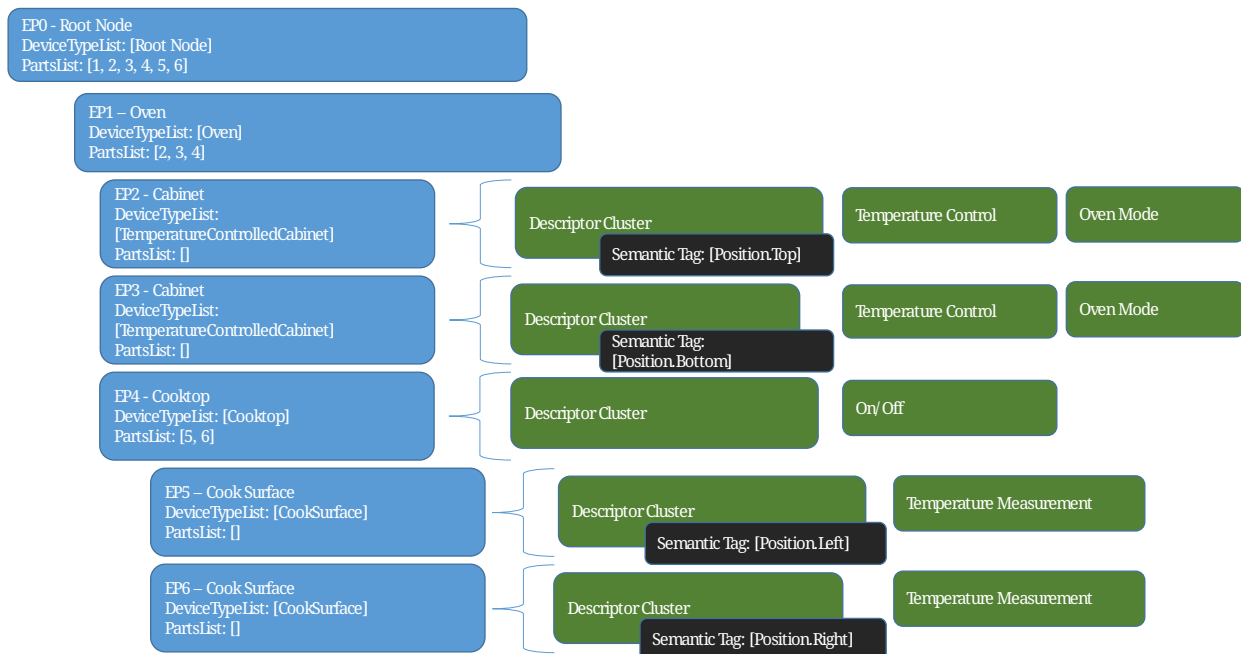 EP0 - Root Node
DeviceTypeList: [Root Node]
PartsList: [1, 2, 3, 4, 5, 6]
EP1 – Oven
DeviceTypeList: [Oven]
PartsList: [2, 3, 4]
EP2 - Cabinet
DeviceTypeList:
[TemperatureControlledCabinet]
PartsList: []
Descriptor Cluster
Semantic Tag: [Position.Top]
Temperature Control
Oven Mode
EP3 - Cabinet
DeviceTypeList:
[TemperatureControlledCabinet]
PartsList: []
Descriptor Cluster
Semantic Tag:
[Position.Bottom]
Temperature Control
Oven Mode
EP4 - Cooktop
DeviceTypeList: [Cooktop]
PartsList: [5, 6]
Descriptor Cluster
On/Off
EP5 – Cook Surface
DeviceTypeList: [CookSurface]
PartsList: []
Descriptor Cluster
Semantic Tag: [Position.Left]
Temperature Measurement
EP6 – Cook Surface
DeviceTypeList: [CookSurface]
PartsList: []
Descriptor Cluster
Semantic Tag: [Position.Right]
Temperature Measurement